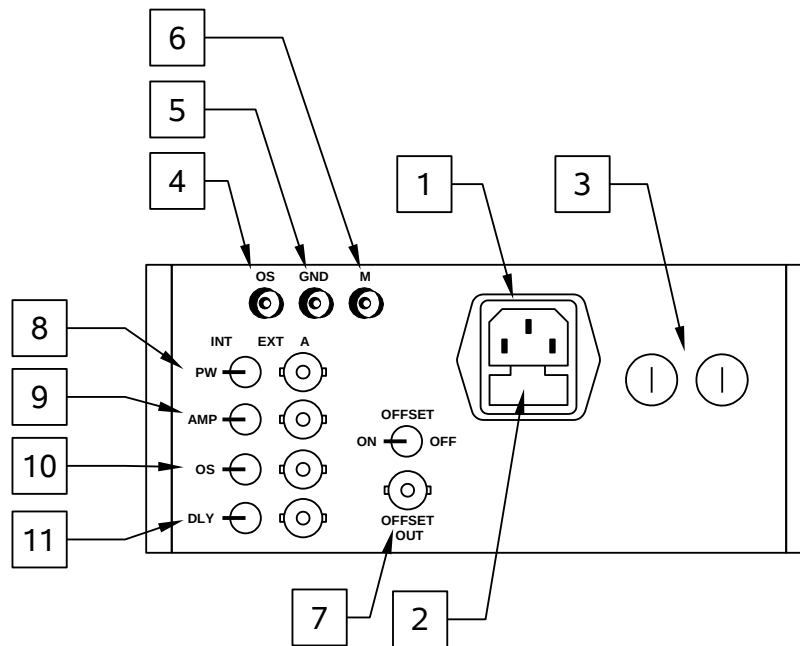 6
5
4
1
3
OS GND M
8
INT EXT A
PW
9
AMP
OFFSET
10
ON OFF
OS
11
DLY
OFFSET
OUT
7
2